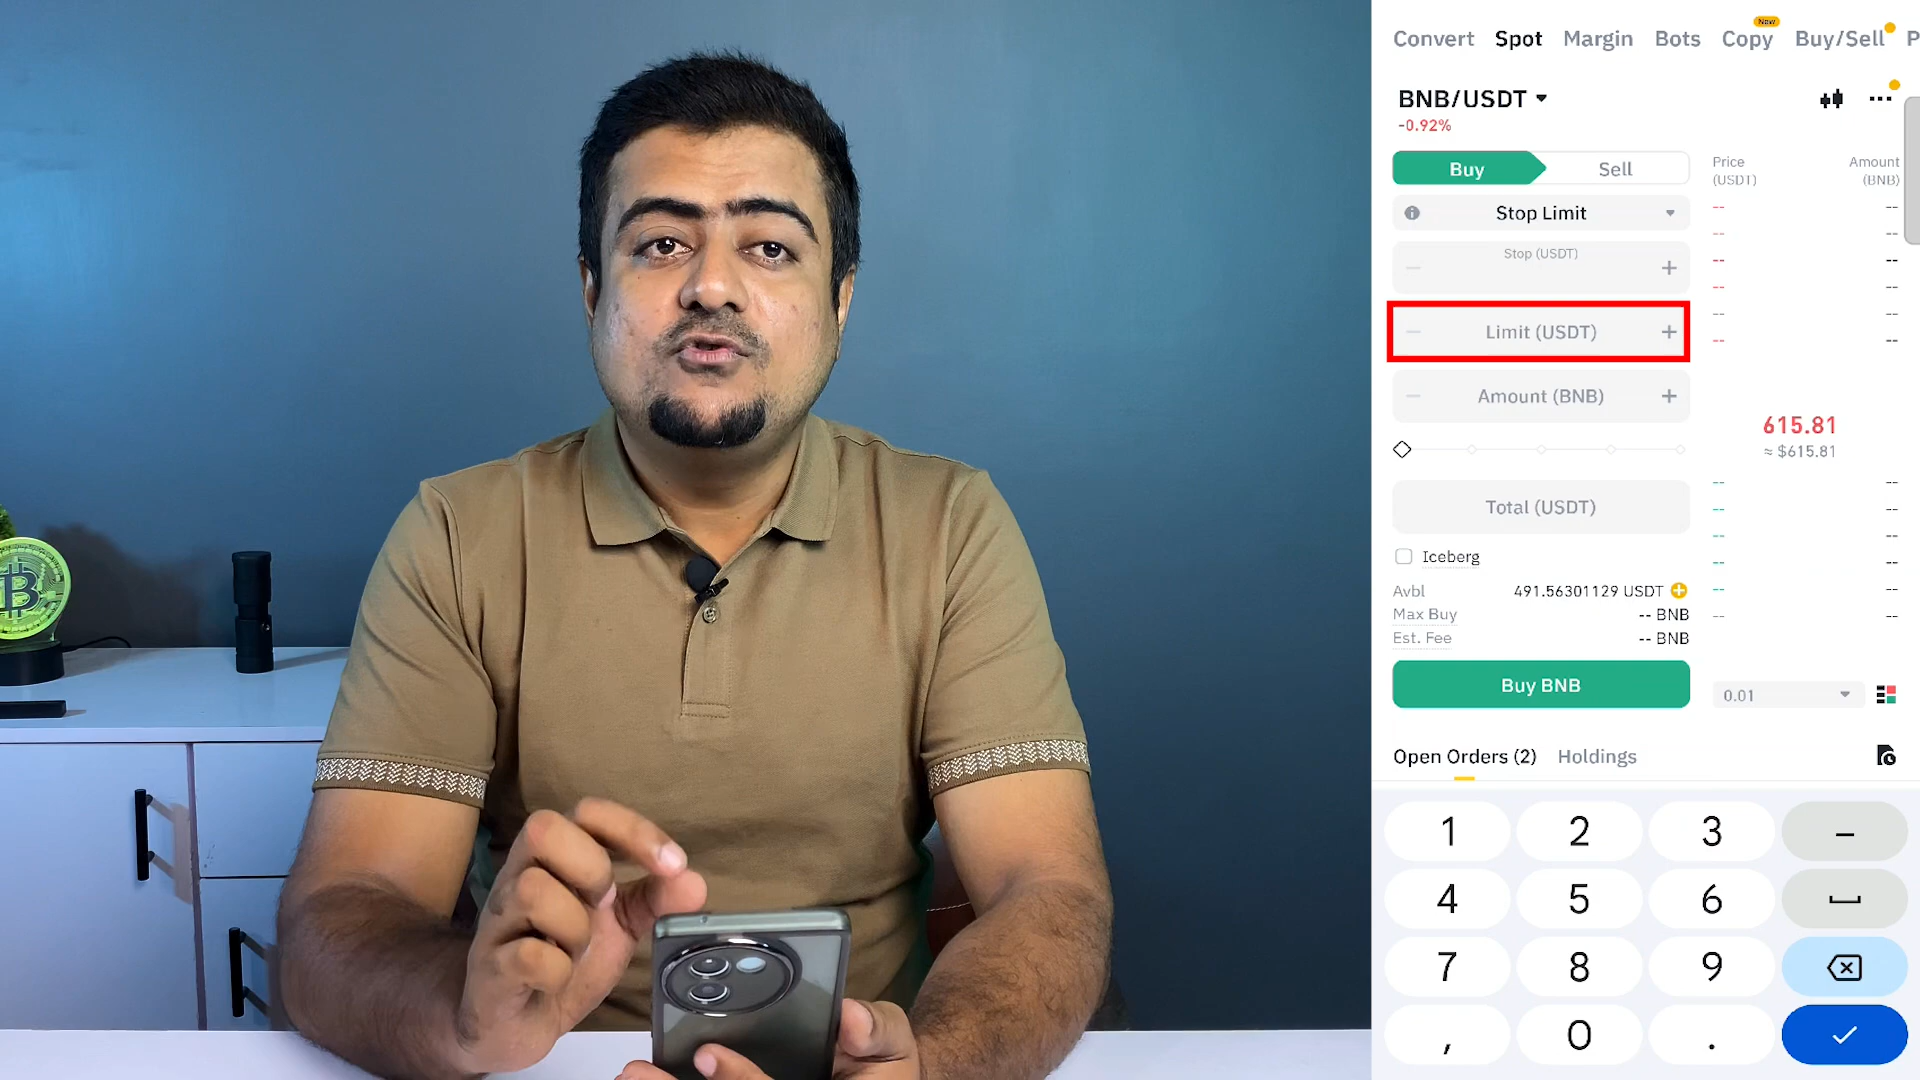 Convert Spot Margin Bots Copy New Buy/Sell P
BNB/USDT
-0.92%
Buy Sell
Price (USDT) Amount (BNB)
Stop Limit
Stop (USDT)
-- --
-- --
-- --
-- --
-- --
-- --
Limit (USDT)
Amount (BNB)
615.81
≈ $615.81
Total (USDT)
-- --
-- --
-- --
-- --
-- --
-- --
Iceberg
Avbl 491.56301129 USDT
Max Buy -- BNB
Est. Fee -- BNB
Buy BNB
0.01
Open Orders (2) Holdings
1 2 3 –
4 5 6
7 8 9
, 0 .